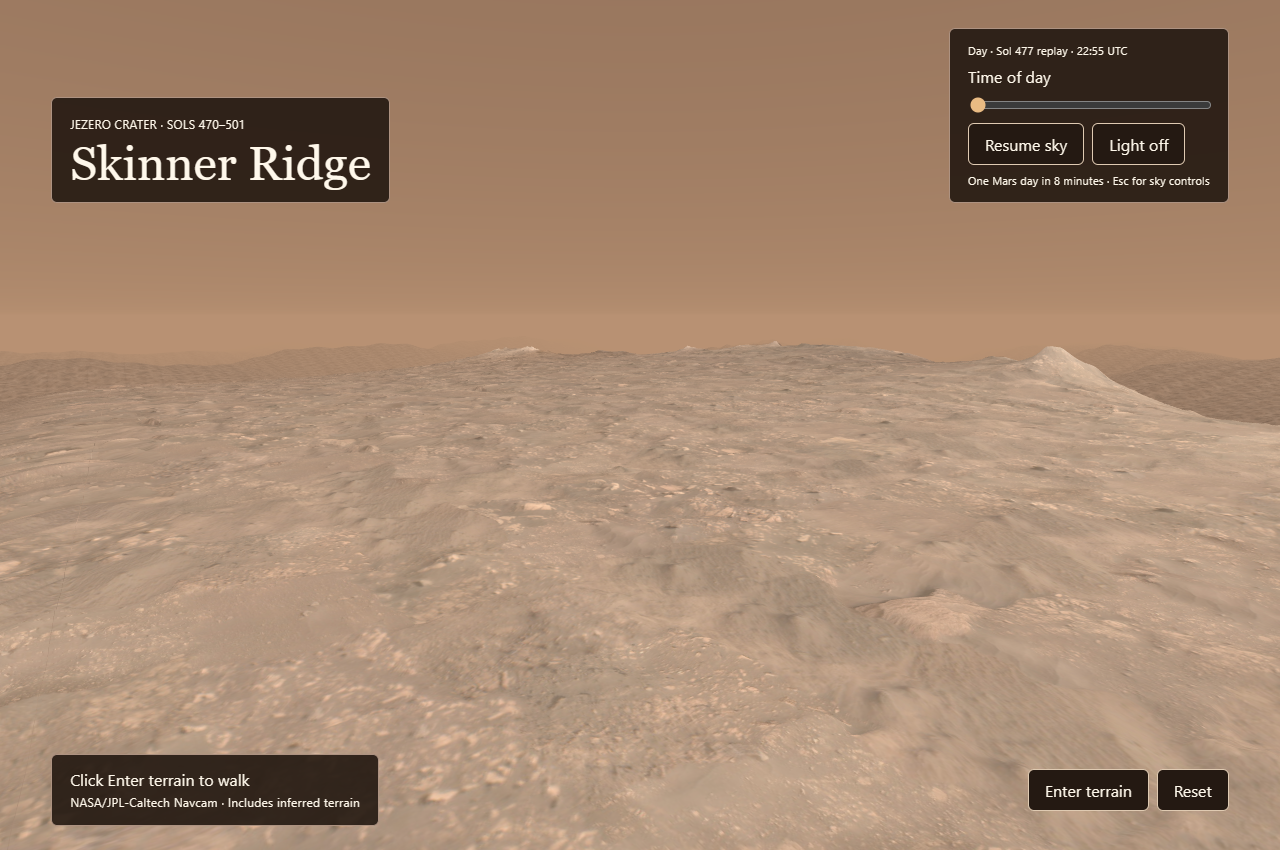 JEZERO CRATER · SOLS 470–501
Skinner Ridge
Day · Sol 477 replay · 22:55 UTC
Time of day
Resume sky
Light off
One Mars day in 8 minutes · Esc for sky controls
Click Enter terrain to walk
NASA/JPL-Caltech Navcam · Includes inferred terrain
Enter terrain
Reset